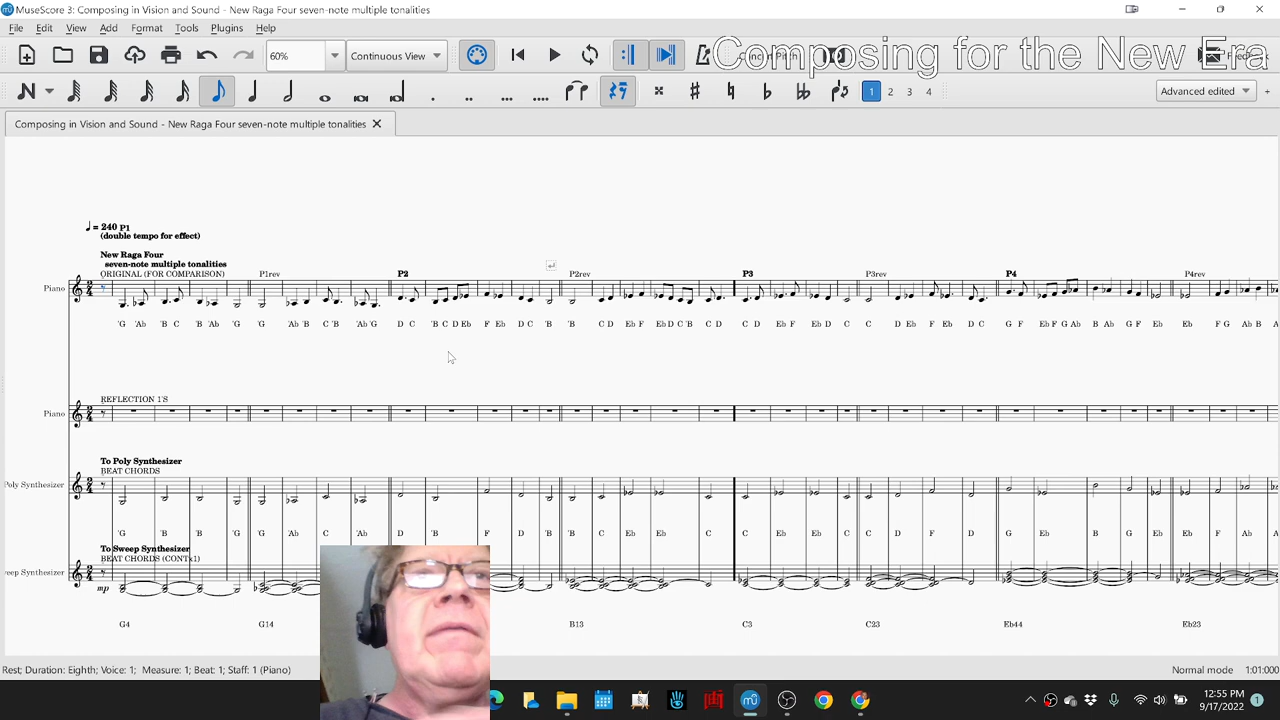 MuseScore 3: Composing in Vision and Sound - New Raga Four seven-note multiple tonalities
File Edit View Add Format Tools Plugins Help
60% Continuous View
Composing for the New Era
1 2 3 4 Advanced edited +
Composing in Vision and Sound - New Raga Four seven-note multiple tonalities
= 240 P1
(double tempo for effect)
New Raga Four
seven-note multiple tonalities
ORIGINAL (FOR COMPARISON) P1rev P2 P2rev P3 P3rev P4 P4rev
Piano
'G 'Ab 'B C 'B 'Ab 'G G 'Ab B C B 'Ab G D C 'B C D Eb F Eb D C 'B 'B C D Eb F Eb D C B C D C D Eb F Eb D C C D Eb F Eb D C G F Eb F G Ab B Ab G F Eb Eb F G Ab B
REFLECTION 1'S
Piano
To Poly Synthesizer
BEAT CHORDS
Poly Synthesizer
'G 'B 'B 'G G 'Ab C 'Ab D 'B F D 'B B D Eb Eb C C Eb Eb C C D F D G Eb B G Eb Eb G Ab
To Sweep Synthesizer
BEAT CHORDS (CONTx1)
weep Synthesizer
mp
G4 G14 B13 C3 C23 Eb44 Eb23
Rest; Duration: Eighth; Voice: 1; Measure: 1; Beat: 1; Staff: 1 (Piano) Normal mode 1:01:000
12:55 PM
9/17/2022